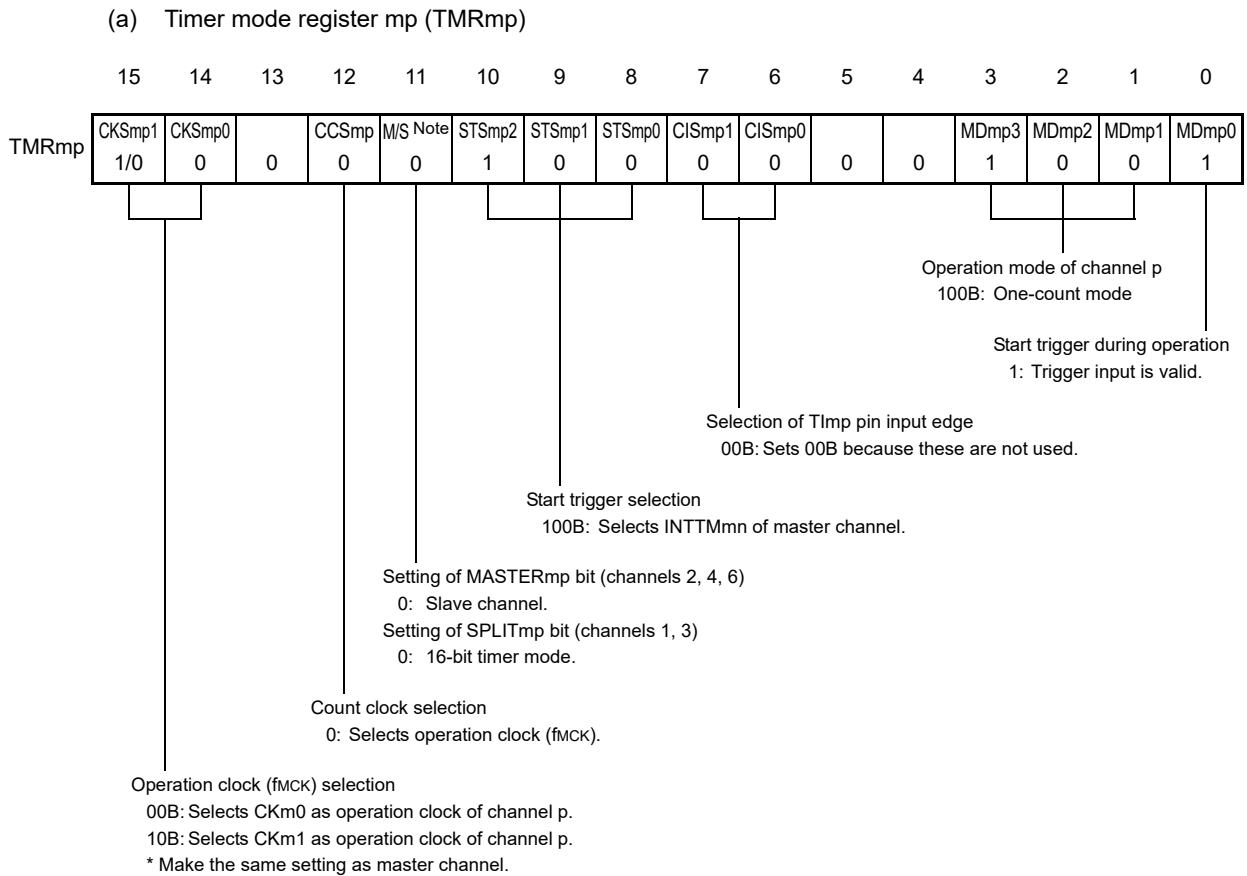 (a) Timer mode register mp (TMRmp)
15 14 13 12 11 10 9 8 7 6 5 4 3 2 1 0
TMRmp
CKSmp1 CKSmp0 CCSmp M/S Note STSmp2 STSmp1 STSmp0 CISmp1 CISmp0 MDmp3 MDmp2 MDmp1 MDmp0
1/0 0 0 0 0 1 0 0 0 0 0 0 1 0 0 1
Operation mode of channel p
100B: One-count mode
Start trigger during operation
1: Trigger input is valid.
Selection of TImp pin input edge
00B: Sets 00B because these are not used.
Start trigger selection
100B: Selects INTTMmn of master channel.
Setting of MASTERmp bit (channels 2, 4, 6)
0: Slave channel.
Setting of SPLITmp bit (channels 1, 3)
0: 16-bit timer mode.
Count clock selection
0: Selects operation clock (fMCK).
Operation clock (fMCK) selection
00B: Selects CKm0 as operation clock of channel p.
10B: Selects CKm1 as operation clock of channel p.
* Make the same setting as master channel.